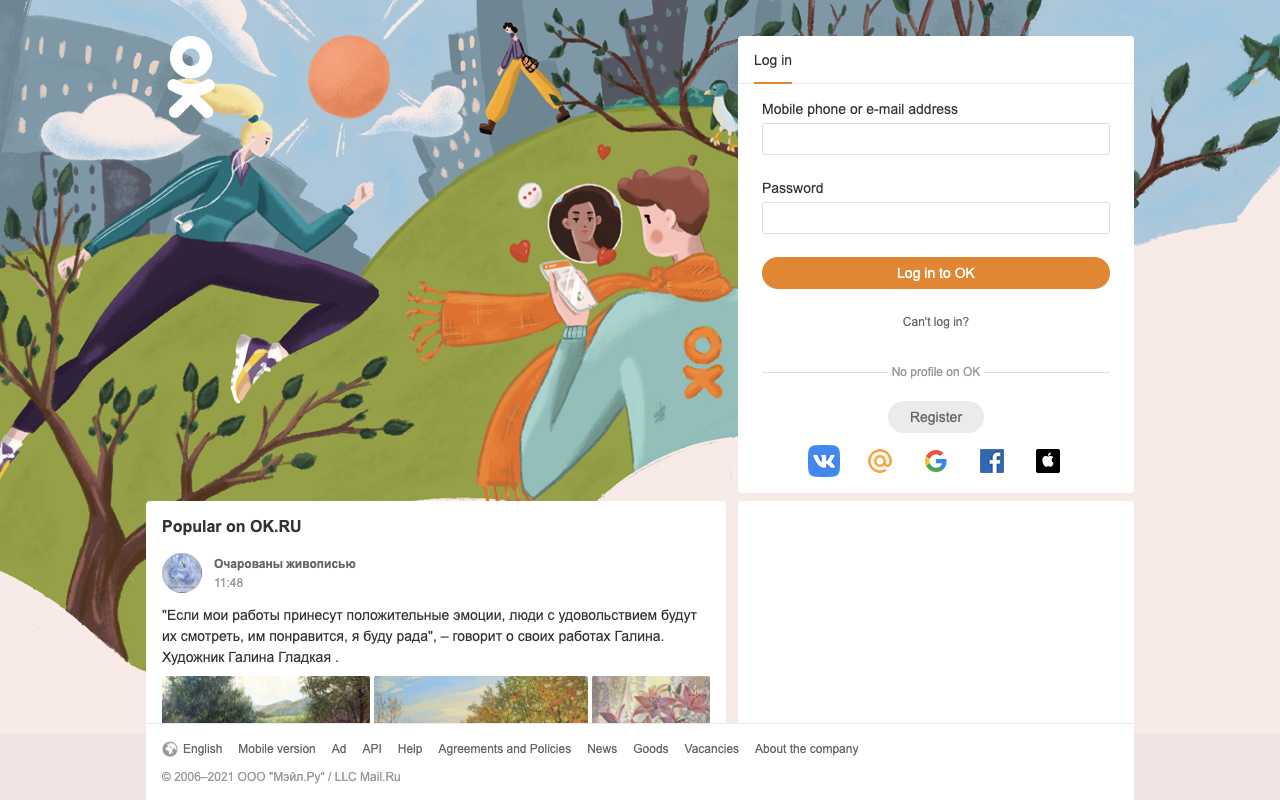 Log in
Mobile phone or e-mail address
Password
Log in to OK
Can't log in?
No profile on OK
Register
Popular on OK.RU
Очарованы живописью
11:48
"Если мои работы принесут положительные эмоции, люди с удовольствием будут
их смотреть, им понравится, я буду рада", – говорит о своих работах Галина.
Художник Галина Гладкая .
English Mobile version Ad API Help Agreements and Policies News Goods Vacancies About the company
© 2006–2021 ООО "Мэйл.Ру" / LLC Mail.Ru